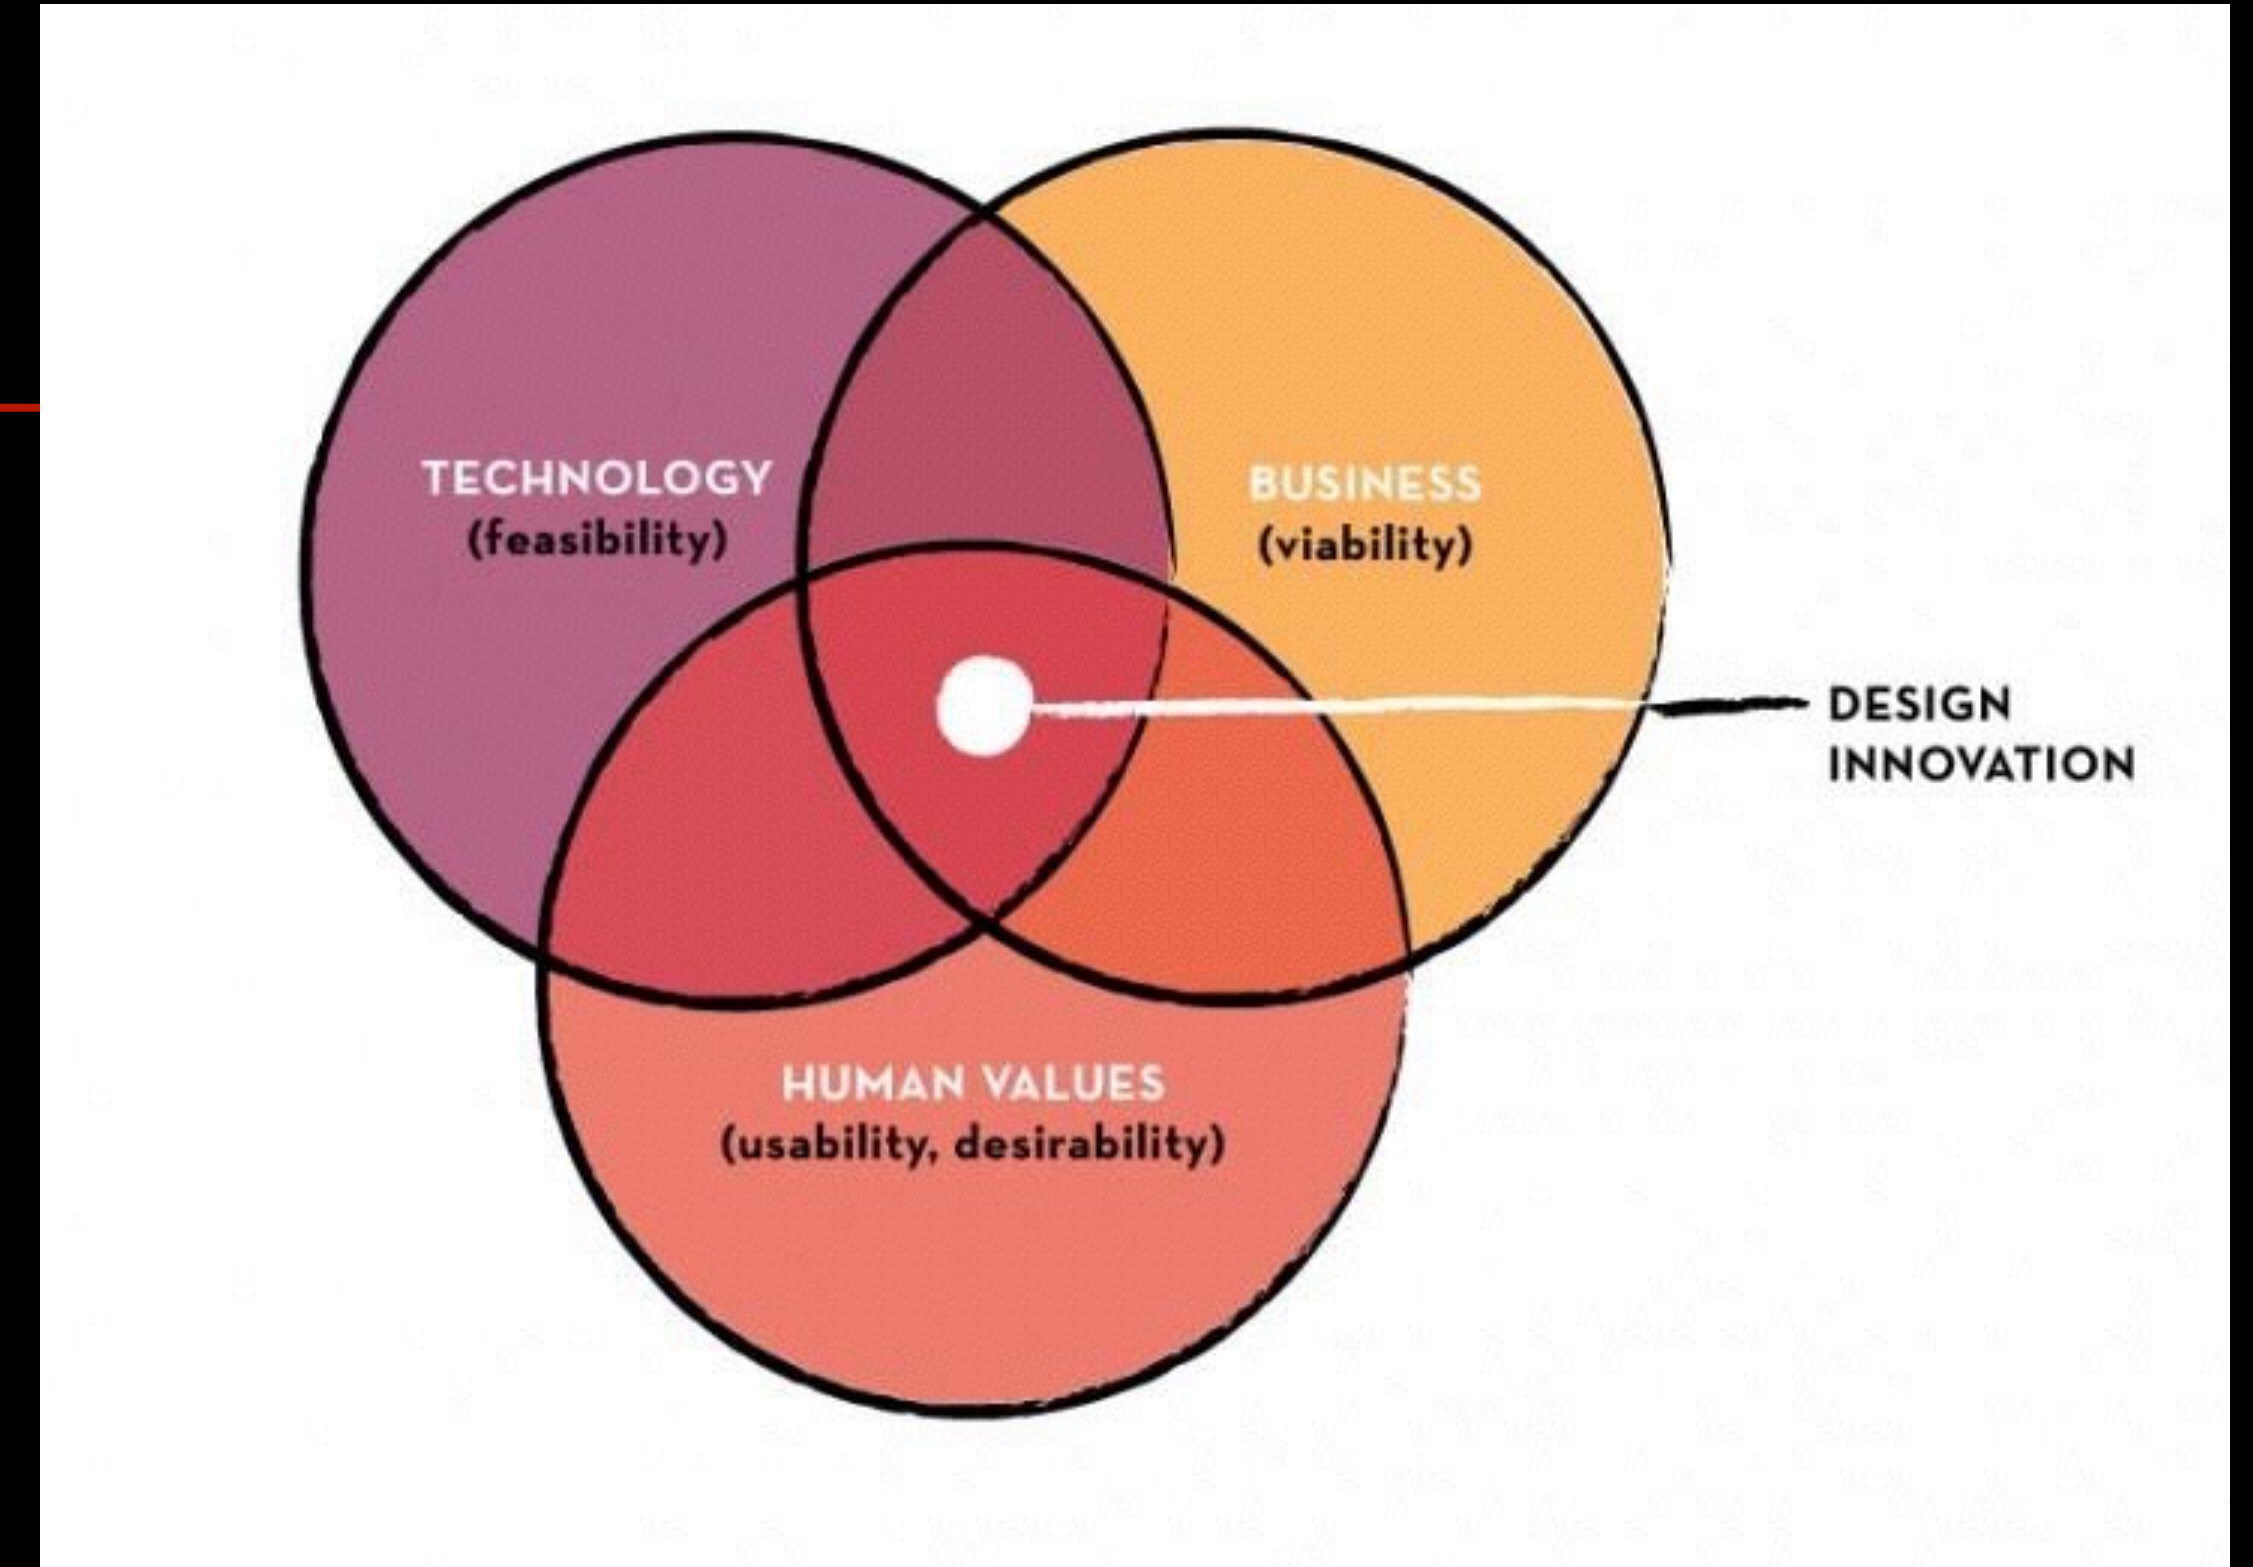 TECHNOLOGY
(feasibility)
BUSINESS
(viability)
DESIGN
INNOVATION
HUMAN VALUES
(usability, desirability)